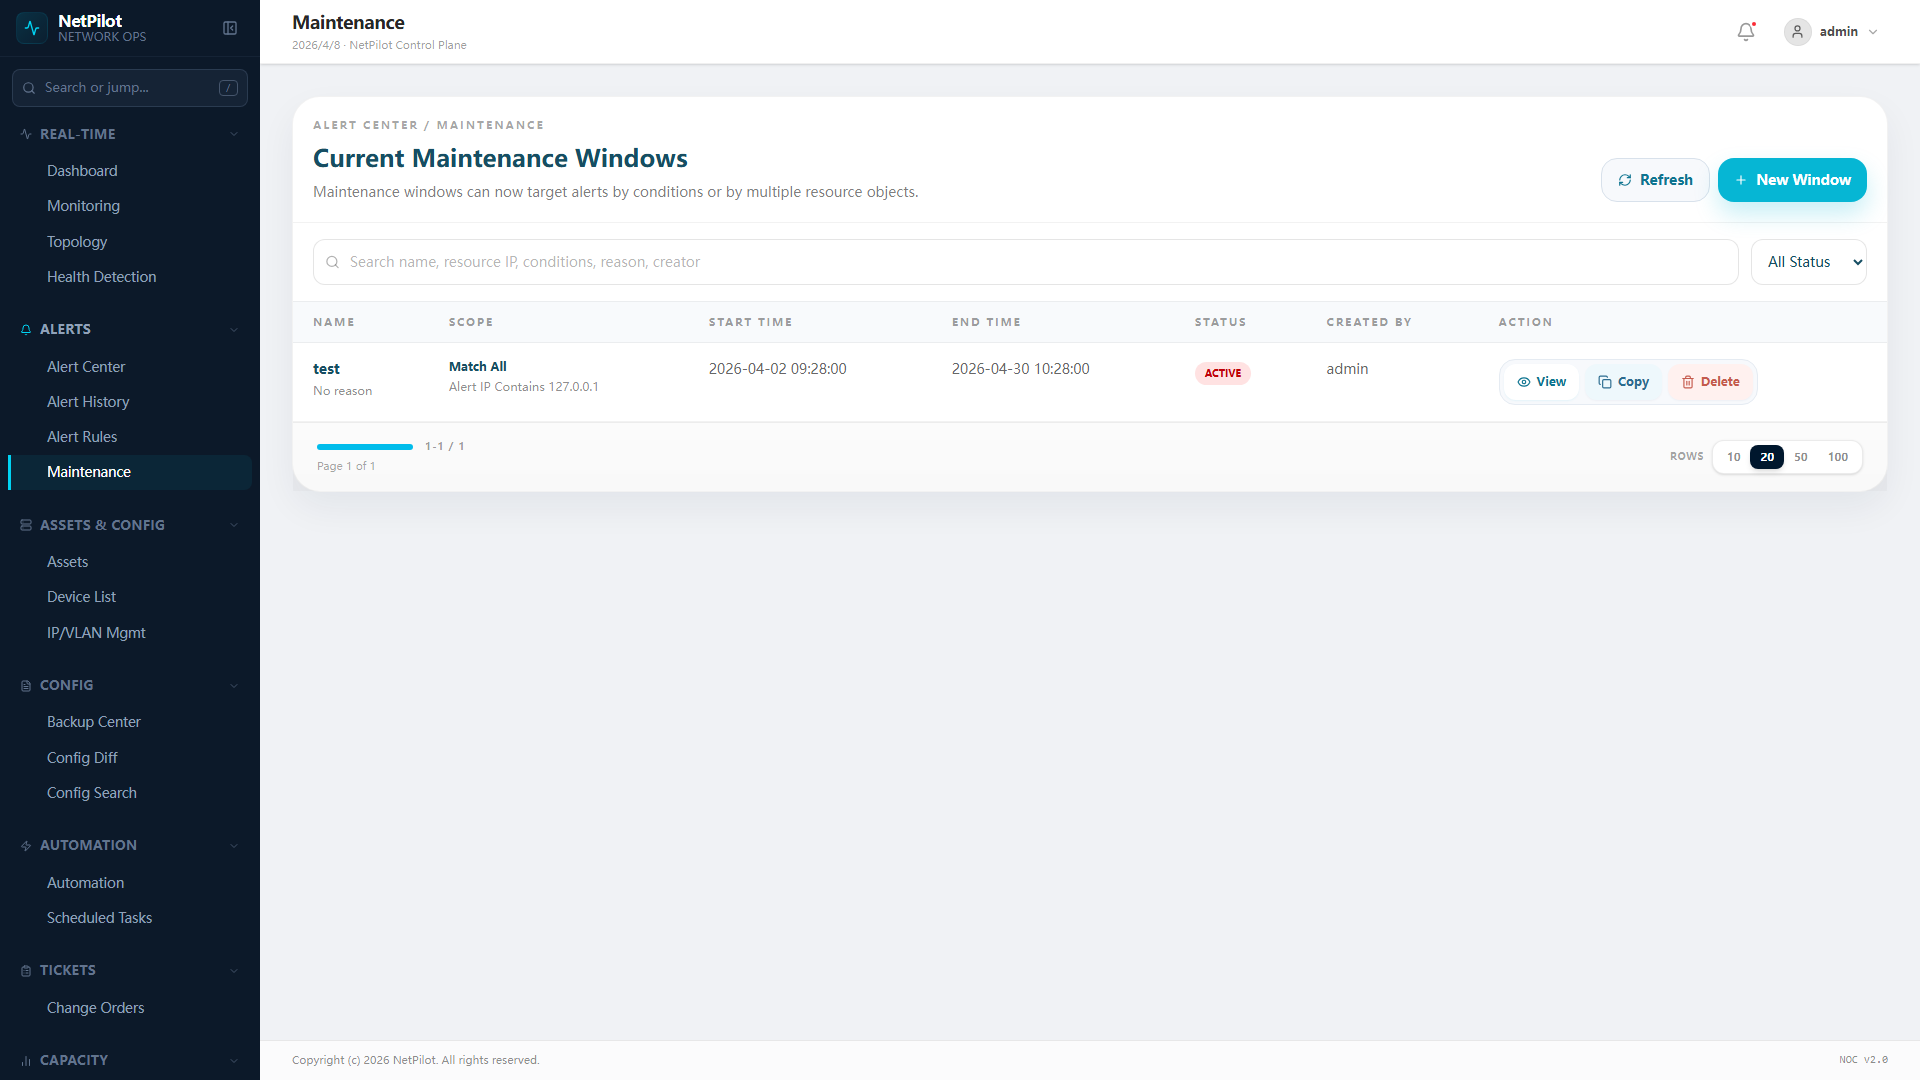 NetPilot
NETWORK OPS
Search or jump...
/
REAL-TIME
Dashboard
Monitoring
Topology
Health Detection
ALERTS
Alert Center
Alert History
Alert Rules
Maintenance
ASSETS & CONFIG
Assets
Device List
IP/VLAN Mgmt
CONFIG
Backup Center
Config Diff
Config Search
AUTOMATION
Automation
Scheduled Tasks
TICKETS
Change Orders
CAPACITY
Maintenance
2026/4/8 · NetPilot Control Plane
admin
ALERT CENTER / MAINTENANCE
Current Maintenance Windows
Maintenance windows can now target alerts by conditions or by multiple resource objects.
Refresh
New Window
Search name, resource IP, conditions, reason, creator
All Status
NAME SCOPE START TIME END TIME STATUS CREATED BY ACTION
test Match All 2026-04-02 09:28:00 2026-04-30 10:28:00 ACTIVE admin View Copy Delete
No reason Alert IP Contains 127.0.0.1
1-1 / 1
Page 1 of 1
ROWS 10 20 50 100
Copyright (c) 2026 NetPilot. All rights reserved.
NOC v2.0